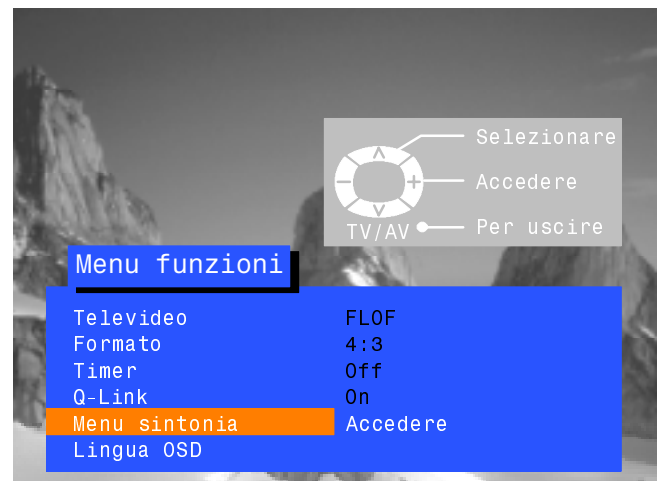 Selezionare
Accedere
TV/AV Per uscire
Menu funzioni
Televideo FLOF
Formato 4:3
Timer Off
Q-Link On
Menu sintonia Accedere
Lingua OSD